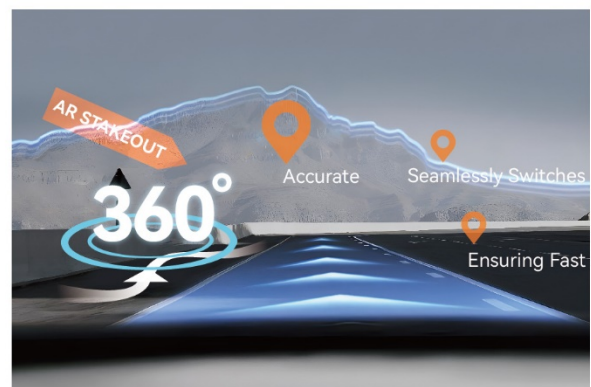 AR STAKEOUT
360°
Accurate
Seamlessly Switches
Ensuring Fast